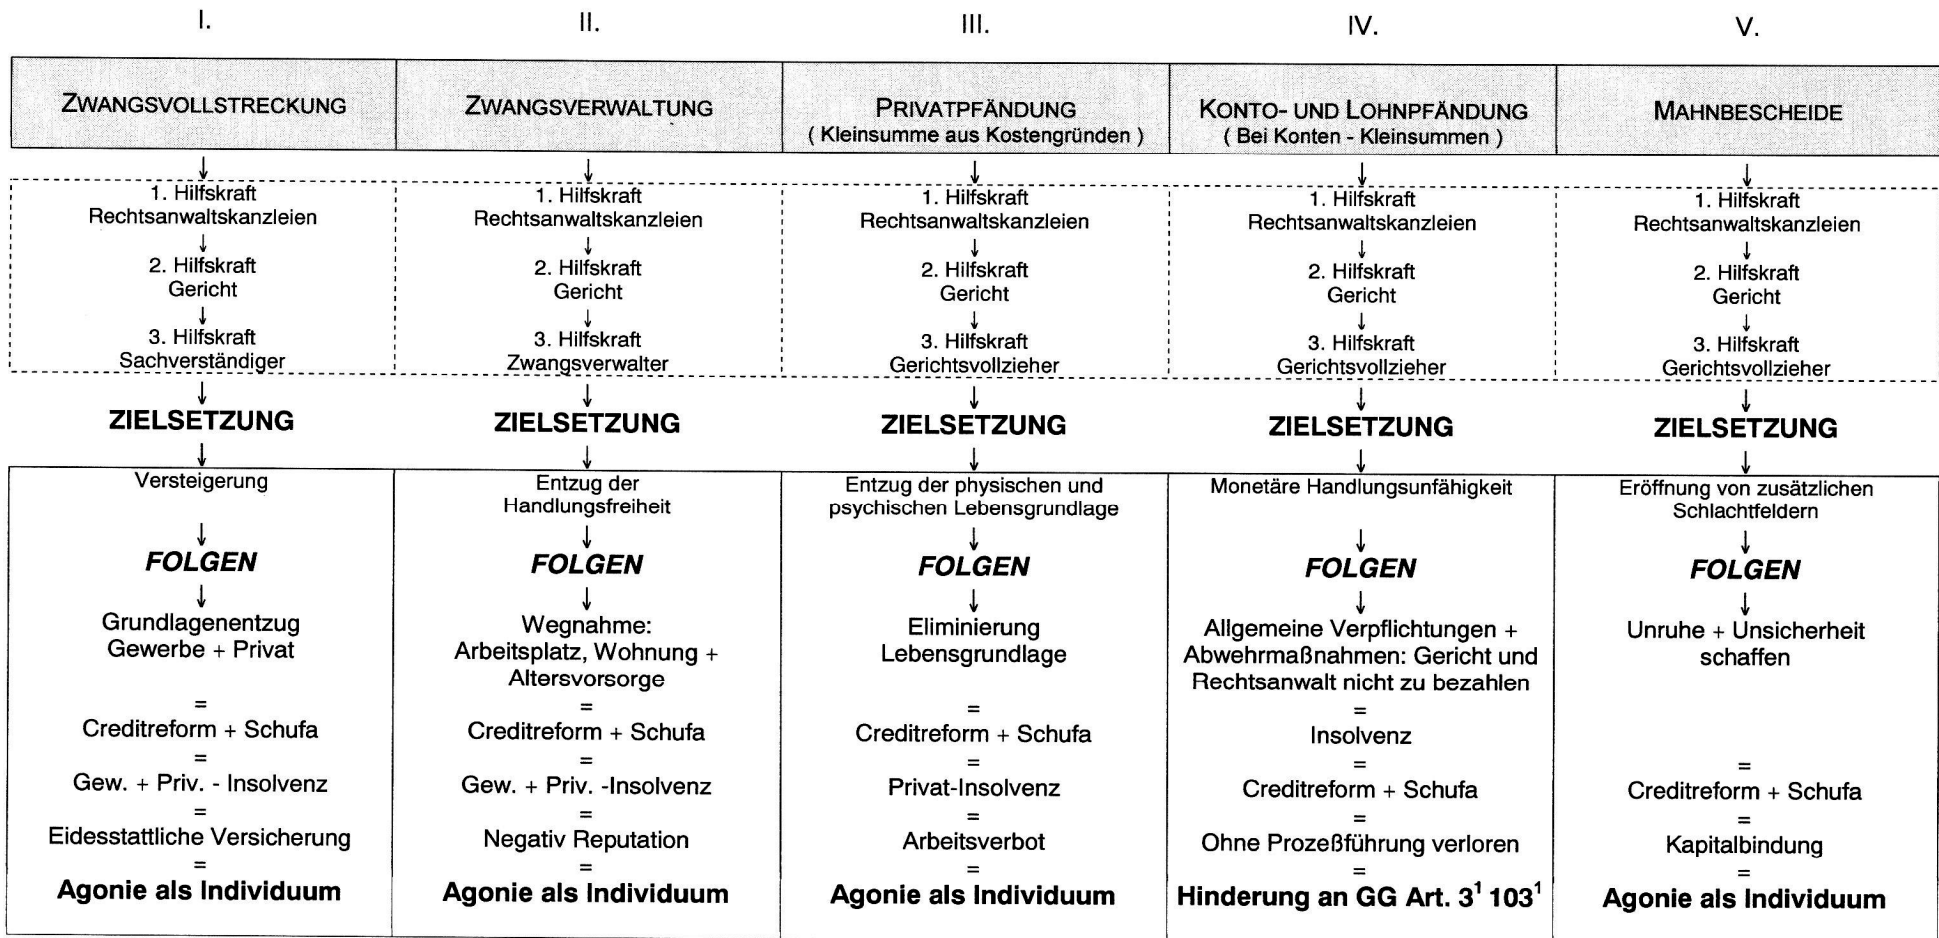 I.
ZWANGSVOLLSTRECKUNG
1. Hilfskraft
Rechtsanwaltskanzleien
↓
2. Hilfskraft
Gericht
↓
3. Hilfskraft
Sachverständiger
↓
ZIELSETZUNG
↓
Versteigerung
↓
FOLGEN
↓
Grundlagenentzug
Gewerbe + Privat
=
Creditreform + Schufa
=
Gew. + Priv. - Insolvenz
=
Eidesstattliche Versicherung
=
Agonie als Individuum
II.
ZWANGSVERWALTUNG
↓
1. Hilfskraft
Rechtsanwaltskanzleien
↓
2. Hilfskraft
Gericht
↓
3. Hilfskraft
Zwangsverwalter
↓
ZIELSETZUNG
↓
Entzug der
Handlungsfreiheit
↓
FOLGEN
↓
Wegnahme:
Arbeitsplatz, Wohnung +
Altersvorsorge
=
Creditreform + Schufa
=
Gew. + Priv. -Insolvenz
=
Negativ Reputation
=
Agonie als Individuum
III.
PRIVATPFÄNDUNG
( Kleinsumme aus Kostengründen )
↓
1. Hilfskraft
Rechtsanwaltskanzleien
↓
2. Hilfskraft
Gericht
↓
3. Hilfskraft
Gerichtsvollzieher
↓
ZIELSETZUNG
↓
Entzug der physischen und
psychischen Lebensgrundlage
↓
FOLGEN
↓
Eliminierung
Lebensgrundlage
=
Creditreform + Schufa
=
Privat-Insolvenz
=
Arbeitsverbot
=
Agonie als Individuum
IV.
KONTO- UND LOHNPFÄNDUNG
( Bei Konten - Kleinsummen )
↓
1. Hilfskraft
Rechtsanwaltskanzleien
↓
2. Hilfskraft
Gericht
↓
3. Hilfskraft
Gerichtsvollzieher
↓
ZIELSETZUNG
↓
Monetäre Handlungsunfähigkeit
↓
FOLGEN
↓
Allgemeine Verpflichtungen +
Abwehrmaßnahmen: Gericht und
Rechtsanwalt nicht zu bezahlen
=
Insolvenz
=
Creditreform + Schufa
=
Ohne Prozeßführung verloren
=
Hinderung an GG Art. 3¹ 103¹
V.
MAHNBESCHEIDE
↓
1. Hilfskraft
Rechtsanwaltskanzleien
↓
2. Hilfskraft
Gericht
↓
3. Hilfskraft
Gerichtsvollzieher
↓
ZIELSETZUNG
↓
Eröffnung von zusätzlichen
Schlachtfeldern
↓
FOLGEN
↓
Unruhe + Unsicherheit
schaffen
=
Creditreform + Schufa
=
Kapitalbindung
=
Agonie als Individuum